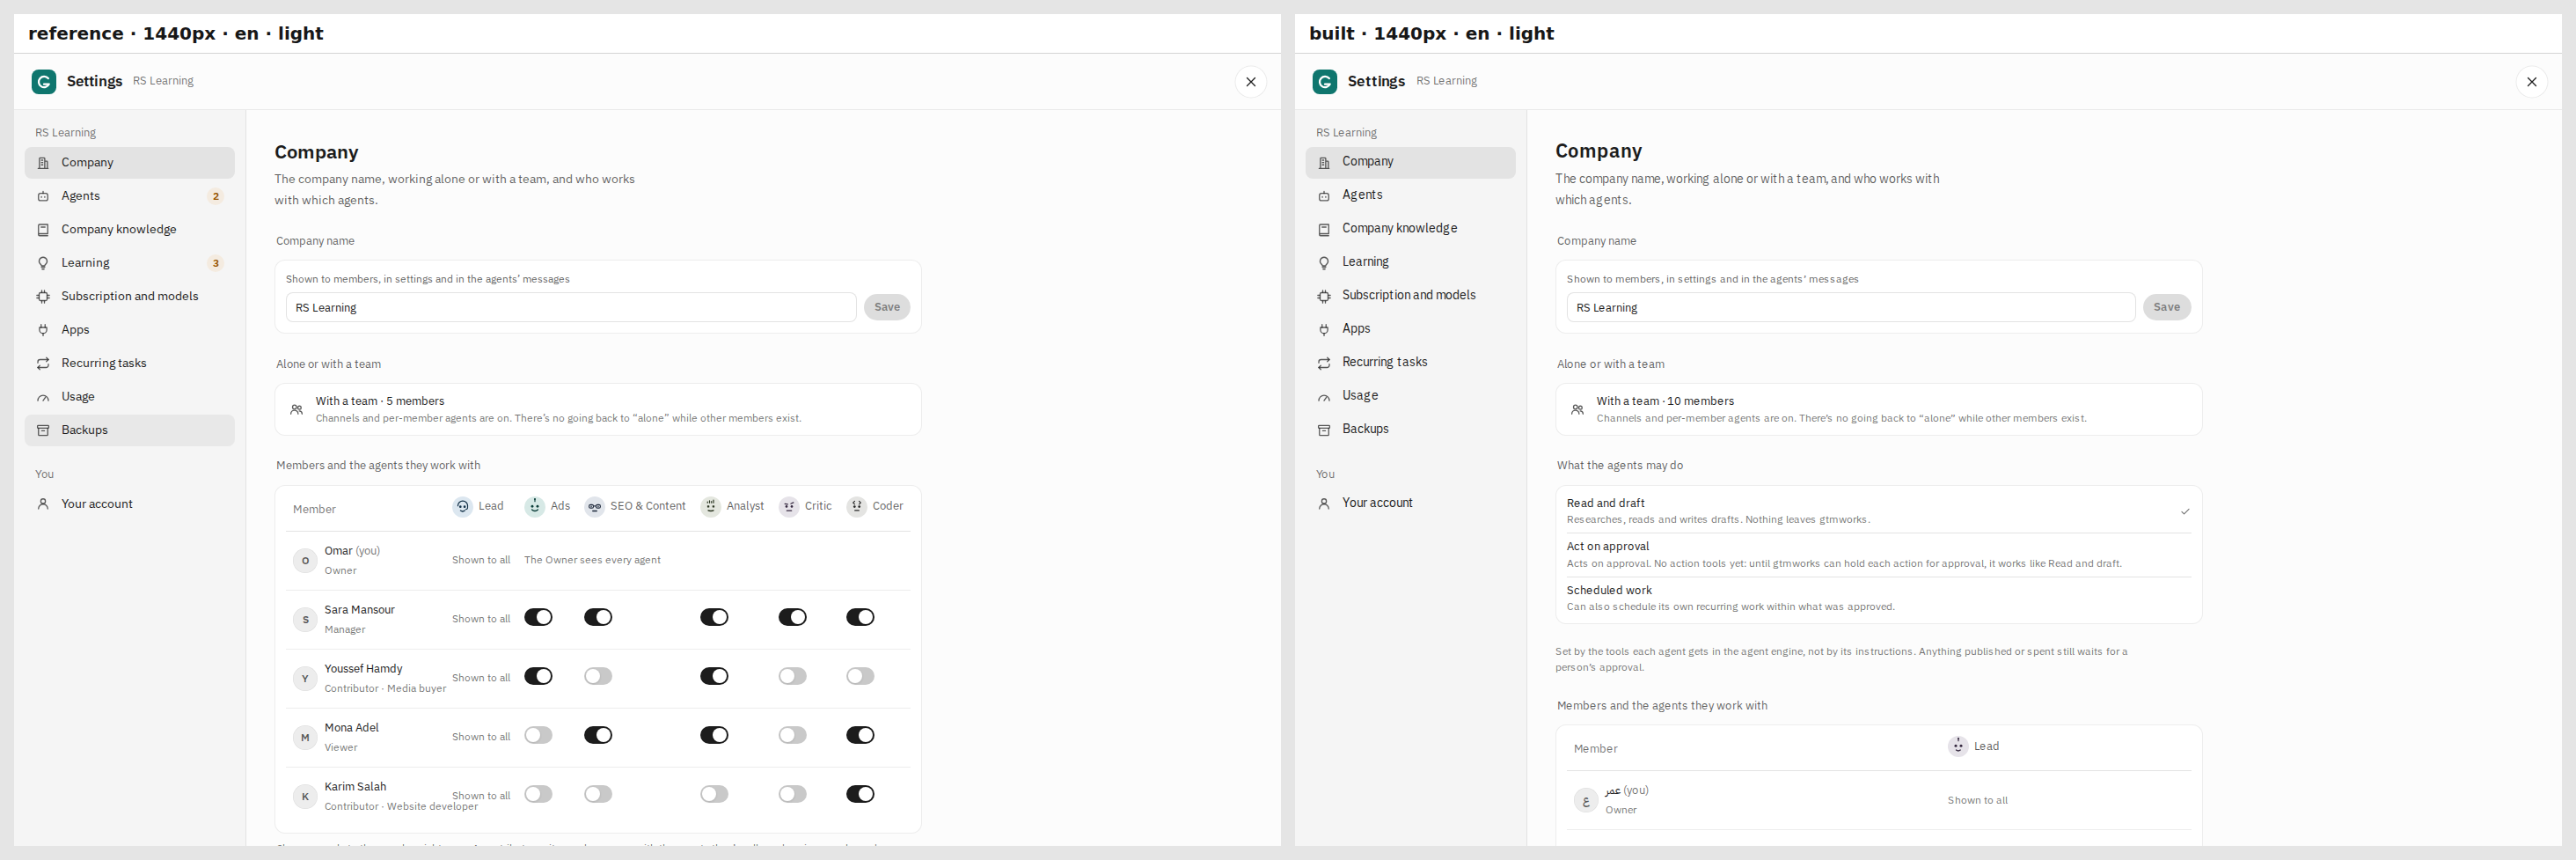 reference · 1440px · en · light
Settings RS Learning
RS Learning
Company
Agents 2
Company knowledge
Learning 3
Subscription and models
Apps
Recurring tasks
Usage
Backups
You
Your account
Company
The company name, working alone or with a team, and who works
with which agents.
Company name
Shown to members, in settings and in the agents’ messages
RS Learning Save
Alone or with a team
With a team · 5 members
Channels and per-member agents are on. There’s no going back to “alone” while other members exist.
Members and the agents they work with
Member Lead Ads SEO & Content Analyst Critic Coder
O Omar (you)
Owner
Shown to all The Owner sees every agent
S Sara Mansour
Manager
Shown to all
Y Youssef Hamdy
Contributor · Media buyer
Shown to all
M Mona Adel
Viewer
Shown to all
K Karim Salah
Contributor · Website developer
Shown to all
built · 1440px · en · light
Settings RS Learning
RS Learning
Company
Agents
Company knowledge
Learning
Subscription and models
Apps
Recurring tasks
Usage
Backups
You
Your account
Company
The company name, working alone or with a team, and who works with
which agents.
Company name
Shown to members, in settings and in the agents’ messages
RS Learning Save
Alone or with a team
With a team · 10 members
Channels and per-member agents are on. There’s no going back to “alone” while other members exist.
What the agents may do
Read and draft
Researches, reads and writes drafts. Nothing leaves gtmworks.
Act on approval
Acts on approval. No action tools yet: until gtmworks can hold each action for approval, it works like Read and draft.
Scheduled work
Can also schedule its own recurring work within what was approved.
Set by the tools each agent gets in the agent engine, not by its instructions. Anything published or spent still waits for a
person’s approval.
Members and the agents they work with
Member Lead
ع عمر (you)
Owner
Shown to all